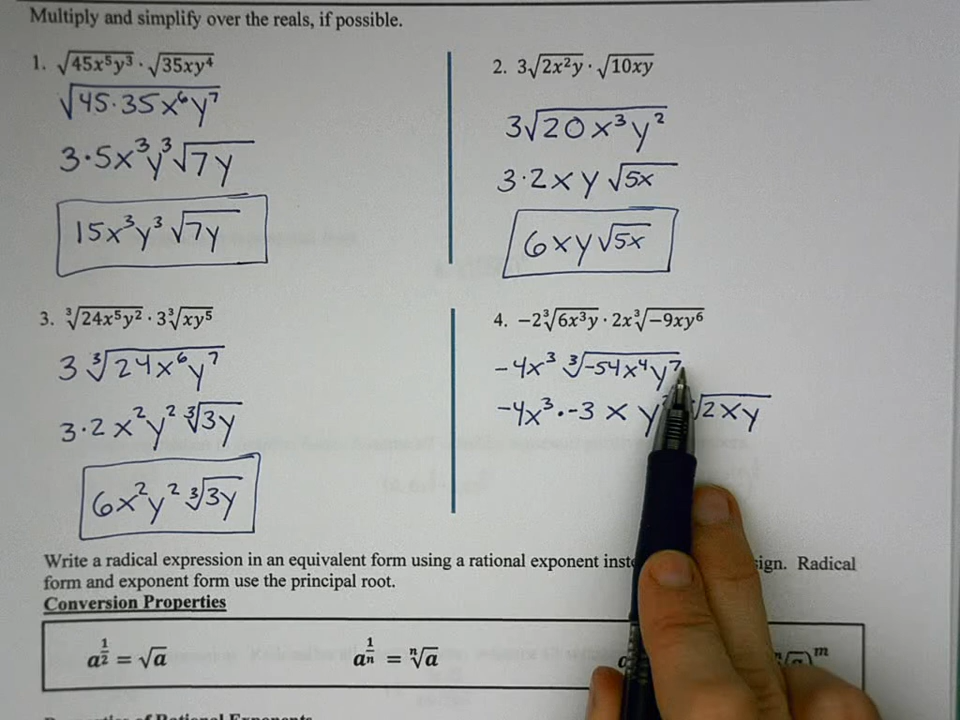 Multiply and simplify over the reals, if possible.
1. √45x⁵y³ · √35xy⁴
√45·35x⁶y⁷
3·5x³y³√7y
15x³y³√7y
2. 3√2x²y · √10xy
3√20x³y²
3·2xy√5x
6xy√5x
3. ∛24x⁵y² · 3∛xy⁵
3∛24x⁶y⁷
3·2x²y²∛3y
6x²y²∛3y
4. −2∛6x³y · 2x∛−9xy⁶
-4x³ ∛-54x⁴y⁷
-4x³·-3xy √2xy
Write a radical expression in an equivalent form using a rational exponent ign. Radical
form and exponent form use the principal root.
Conversion Properties
a^(1/2) = √a
a^(1/n) = ⁿ√a
m